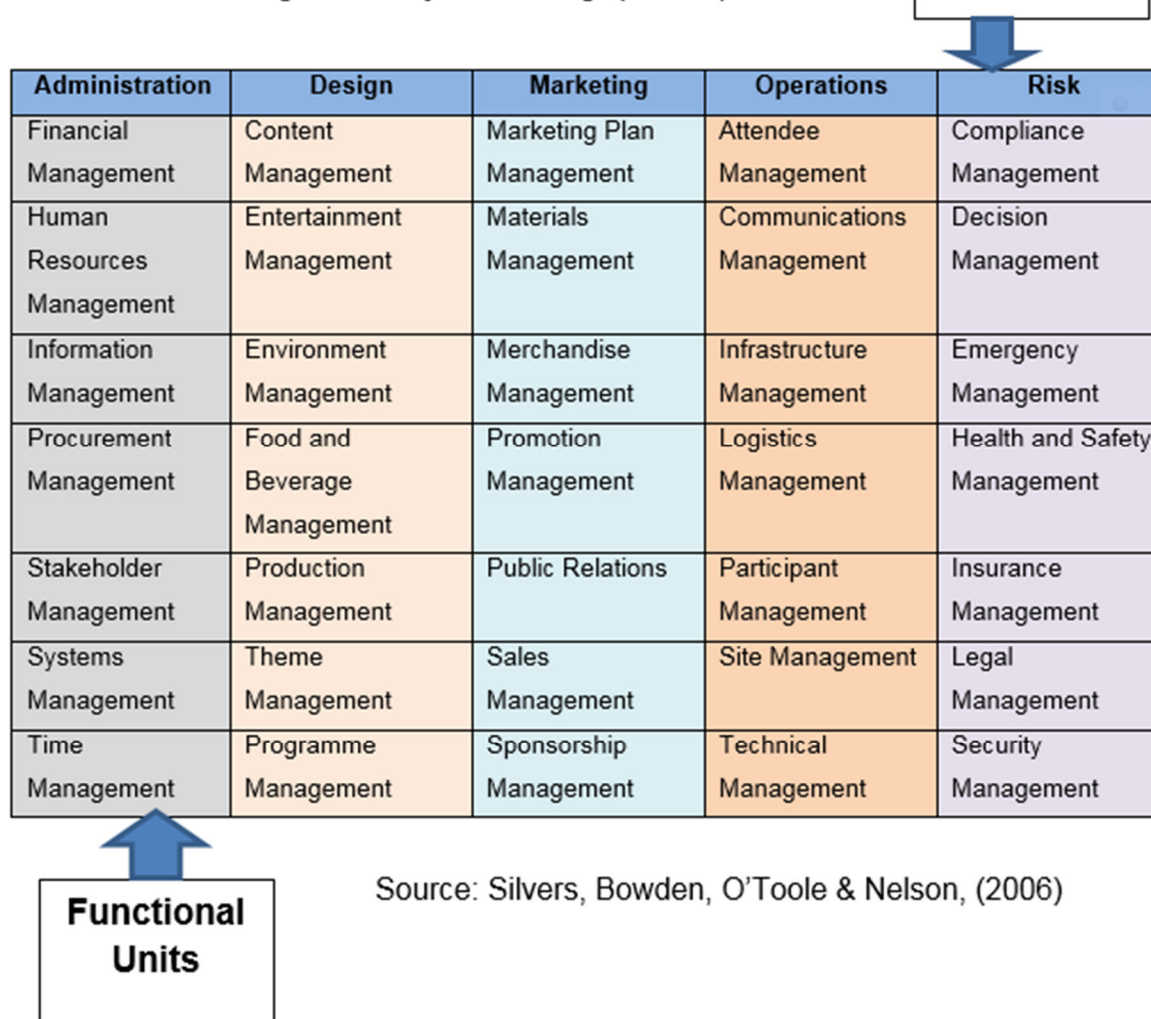 Administration Design Marketing Operations Risk
Financial Content Marketing Plan Attendee Compliance
Management Management Management Management Management
Human Entertainment Materials Communications Decision
Resources Management Management Management Management
Management
Information Environment Merchandise Infrastructure Emergency
Management Management Management Management Management
Procurement Food and Promotion Logistics Health and Safety
Management Beverage Management Management Management
Management
Stakeholder Production Public Relations Participant Insurance
Management Management Management Management
Systems Theme Sales Site Management Legal
Management Management Management Management
Time Programme Sponsorship Technical Security
Management Management Management Management Management
Source: Silvers, Bowden, O'Toole & Nelson, (2006)
Functional
Units